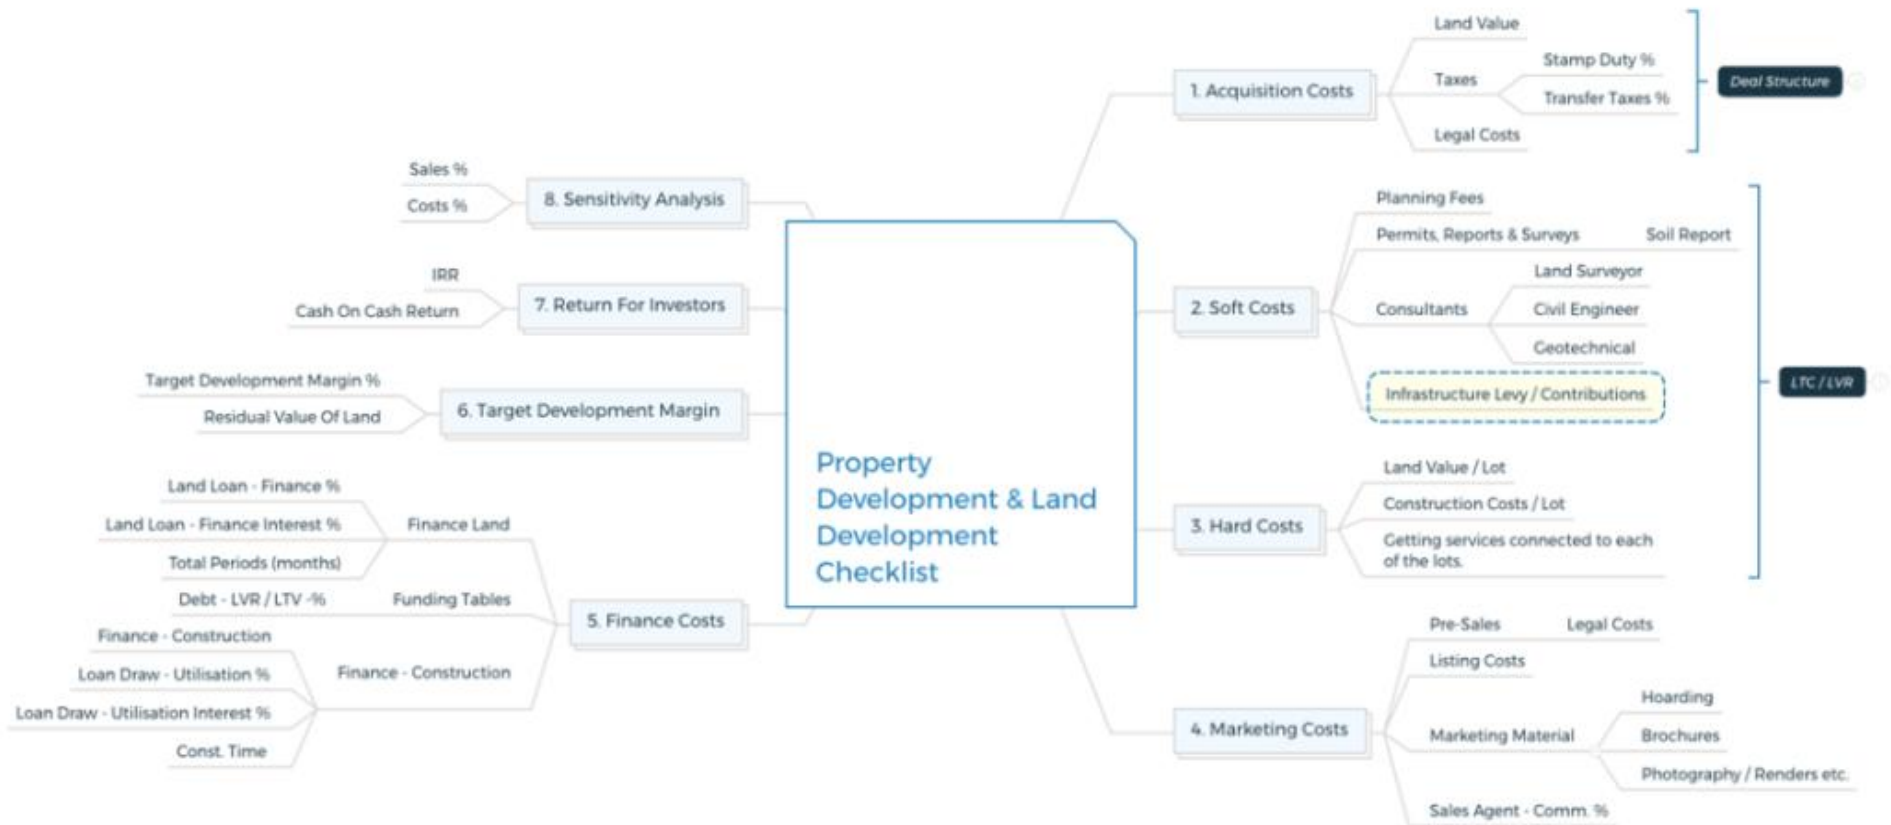 Property
Development & Land
Development
Checklist
1. Acquisition Costs
Land Value
Taxes
Stamp Duty %
Transfer Taxes %
Legal Costs
Deal Structure
2. Soft Costs
Planning Fees
Permits, Reports & Surveys
Soil Report
Consultants
Land Surveyor
Civil Engineer
Geotechnical
Infrastructure Levy / Contributions
LTC / LVR
3. Hard Costs
Land Value / Lot
Construction Costs / Lot
Getting services connected to each
of the lots.
4. Marketing Costs
Pre-Sales
Legal Costs
Listing Costs
Marketing Material
Hoarding
Brochures
Photography / Renders etc.
Sales Agent - Comm. %
5. Finance Costs
Finance Land
Land Loan - Finance %
Land Loan - Finance Interest %
Total Periods (months)
Funding Tables
Debt - LVR / LTV -%
Finance - Construction
Finance - Construction
Loan Draw - Utilisation %
Loan Draw - Utilisation Interest %
Const. Time
6. Target Development Margin
Target Development Margin %
Residual Value Of Land
7. Return For Investors
IRR
Cash On Cash Return
8. Sensitivity Analysis
Sales %
Costs %